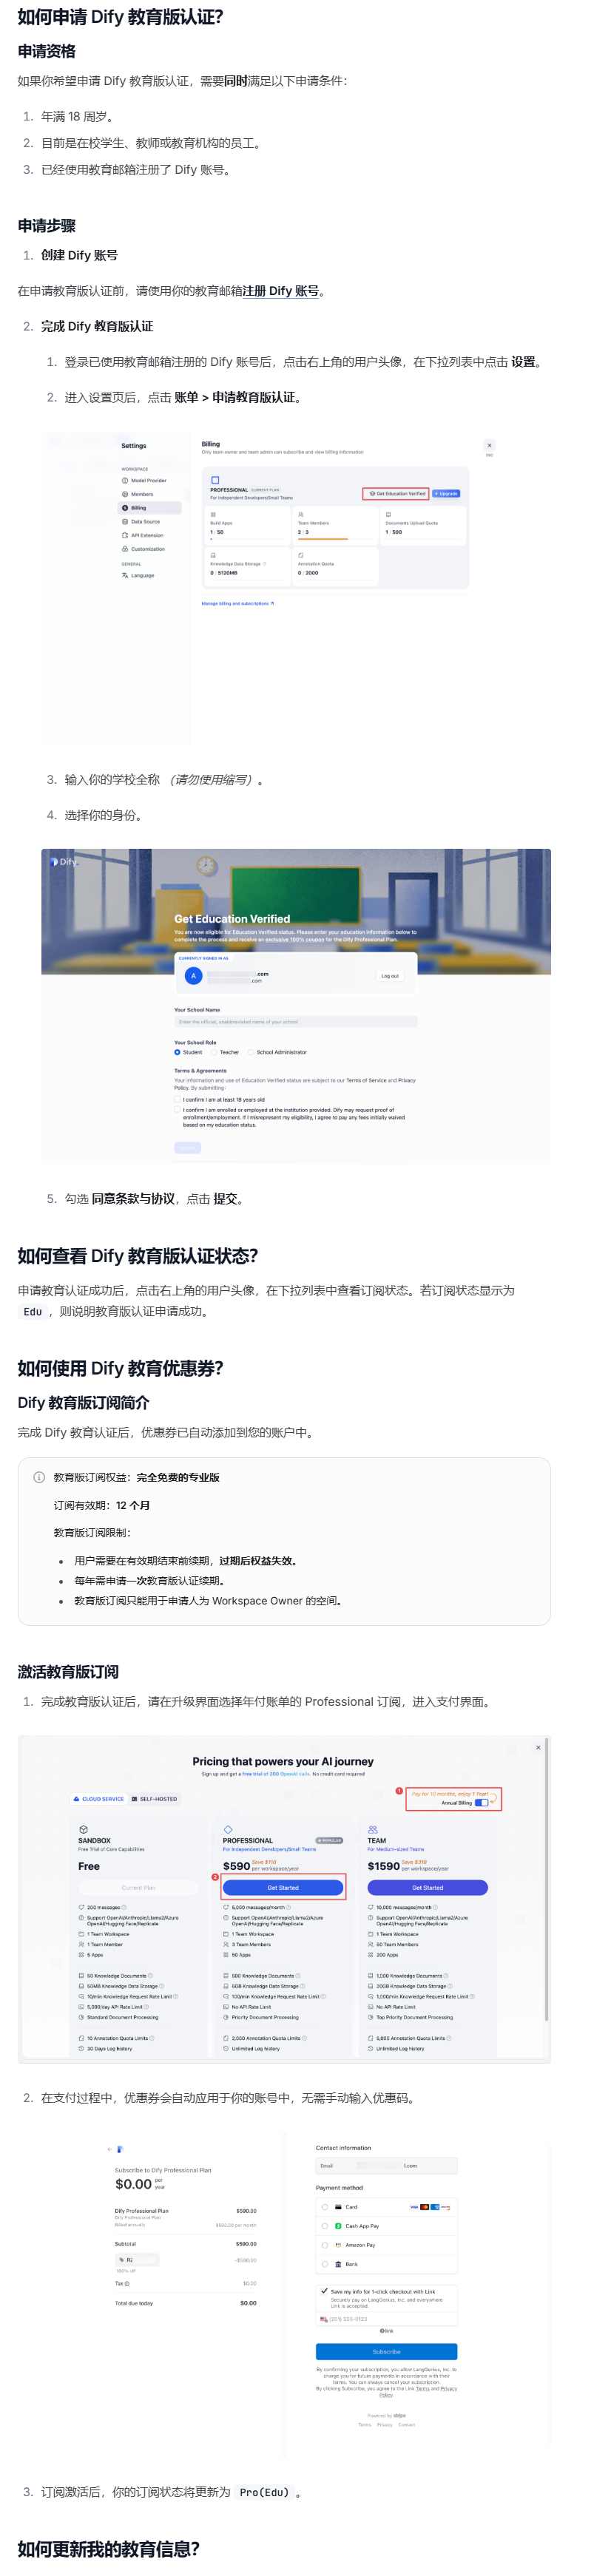 如何申请 Dify 教育版认证？
申请资格
如果你希望申请 Dify 教育版认证，需要同时满足以下申请条件：
1. 年满 18 周岁。
2. 目前是在校学生、教师或教育机构的员工。
3. 已经使用教育邮箱注册了 Dify 账号。
申请步骤
1. 创建 Dify 账号
在申请教育版认证前，请使用你的教育邮箱注册 Dify 账号。
2. 完成 Dify 教育版认证
1. 登录已使用教育邮箱注册的 Dify 账号后，点击右上角的用户头像，在下拉列表中点击 设置。
2. 进入设置页后，点击 账单 > 申请教育版认证。
Settings
WORKSPACE
Model Provider
Members
Billing
Data Source
API Extension
Customization
GENERAL
Language
Billing
Only team owner and team admin can subscribe and view billing information
PROFESSIONAL CURRENT PLAN
For Independent Developers/Small Teams
Get Education Verified
Upgrade
Build Apps
1 / 50
Team Members
2 / 3
Documents Upload Quota
1 / 500
Knowledge Data Storage
0 / 5120MB
Annotation Quota
0 / 2000
Manage billing and subscriptions
3. 输入你的学校全称 （请勿使用缩写）。
4. 选择你的身份。
Dify
Get Education Verified
You are now eligible for Education Verified status. Please enter your education information below to
complete the process and receive an exclusive 100% coupon for the Dify Professional Plan.
CURRENTLY SIGNED IN AS
A
.com
.com
Log out
Your School Name
Enter the official, unabbreviated name of your school
Your School Role
Student Teacher School Administrator
Terms & Agreements
Your information and use of Education Verified status are subject to our Terms of Service and Privacy
Policy. By submitting:
I confirm I am at least 18 years old
I confirm I am enrolled or employed at the institution provided. Dify may request proof of
enrollment/employment. If I misrepresent my eligibility, I agree to pay any fees initially waived
based on my education status.
5. 勾选 同意条款与协议，点击 提交。
如何查看 Dify 教育版认证状态？
申请教育认证成功后，点击右上角的用户头像，在下拉列表中查看订阅状态。若订阅状态显示为
Edu ，则说明教育版认证申请成功。
如何使用 Dify 教育优惠券？
Dify 教育版订阅简介
完成 Dify 教育认证后，优惠券已自动添加到您的账户中。
教育版订阅权益：完全免费的专业版
订阅有效期：12 个月
教育版订阅限制：
• 用户需要在有效期结束前续期，过期后权益失效。
• 每年需申请一次教育版认证续期。
• 教育版订阅只能用于申请人为 Workspace Owner 的空间。
激活教育版订阅
1. 完成教育版认证后，请在升级界面选择年付账单的 Professional 订阅，进入支付界面。
Pricing that powers your AI journey
Sign up and get a free trial of 200 OpenAI calls. No credit card required
CLOUD SERVICE SELF-HOSTED
1
Pay for 10 months, enjoy 1 Year!
Annual Billing
SANDBOX
Free Trial of Core Capabilities
Free
Current Plan
200 messages
Support OpenAI/Anthropic/Llama2/Azure
OpenAI/Hugging Face/Replicate
1 Team Workspace
1 Team Member
5 Apps
50 Knowledge Documents
50MB Knowledge Data Storage
10/min Knowledge Request Rate Limit
5,000/day API Rate Limit
Standard Document Processing
10 Annotation Quota Limits
30 Days Log history
PROFESSIONAL
POPULAR
For Independent Developers/Small Teams
$590
Save $118
per workspace/year
2
Get Started
5,000 messages/month
Support OpenAI/Anthropic/Llama2/Azure
OpenAI/Hugging Face/Replicate
1 Team Workspace
3 Team Members
50 Apps
500 Knowledge Documents
5GB Knowledge Data Storage
100/min Knowledge Request Rate Limit
No API Rate Limit
Priority Document Processing
2,000 Annotation Quota Limits
Unlimited Log history
TEAM
For Medium-sized Teams
$1590
Save $318
per workspace/year
Get Started
10,000 messages/month
Support OpenAI/Anthropic/Llama2/Azure
OpenAI/Hugging Face/Replicate
1 Team Workspace
50 Team Members
200 Apps
1,000 Knowledge Documents
20GB Knowledge Data Storage
1,000/min Knowledge Request Rate Limit
No API Rate Limit
Top Priority Document Processing
5,000 Annotation Quota Limits
Unlimited Log history
2. 在支付过程中，优惠券会自动应用于你的账号中，无需手动输入优惠码。
Subscribe to Dify Professional Plan
$0.00 per
year
Dify Professional Plan $590.00
Dify Professional Plan
Billed annually
Subtotal $590.00
-$590.00
100% off
Tax $0.00
Total due today $0.00
Contact information
Email
Payment method
Card
Cash App Pay
Amazon Pay
Bank
Save my info for 1-click checkout with Link
Securely pay on LangGenius, Inc. and everywhere
Link is accepted.
(201) 555-0123
link
Subscribe
By confirming your subscription, you allow LangGenius, Inc. to
charge you for future payments in accordance with their
terms. You can always cancel your subscription.
By clicking Subscribe, you agree to the Link Terms and Privacy
Policy.
Powered by stripe
Terms Privacy Contact
3. 订阅激活后，你的订阅状态将更新为 Pro(Edu) 。
如何更新我的教育信息？